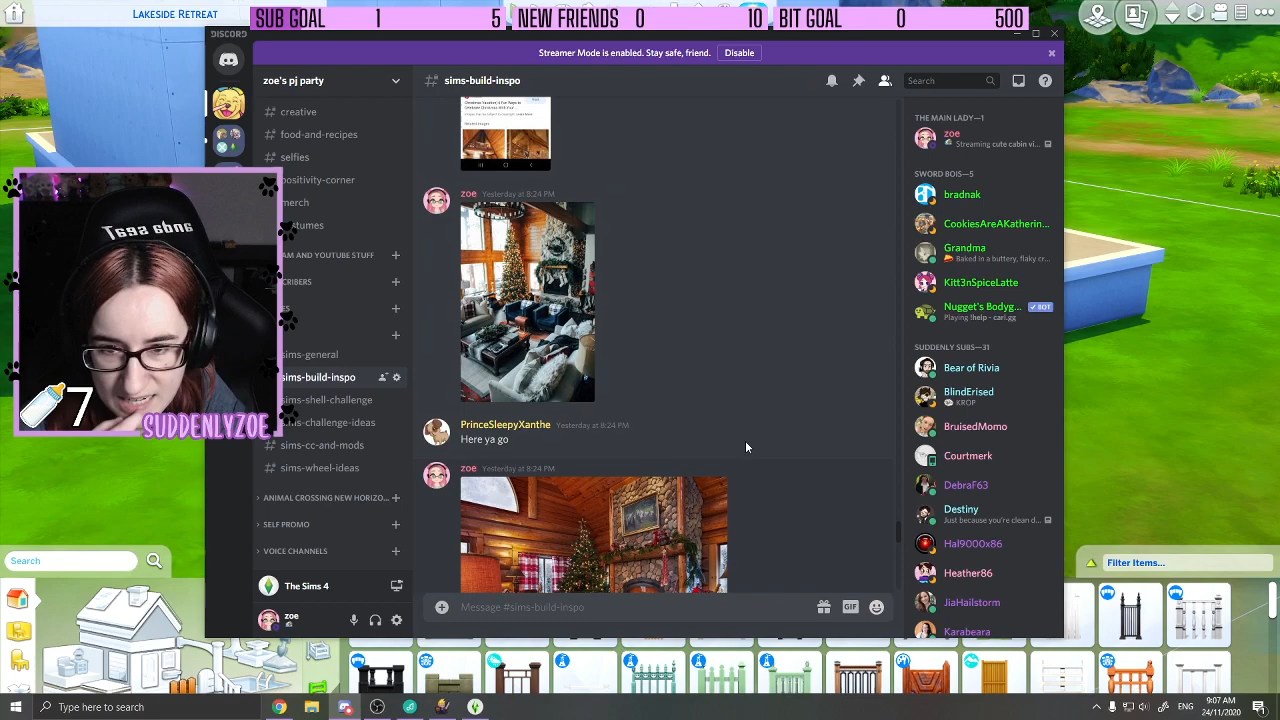 SUB GOAL 1 5 NEW FRIENDS 0 10 BIT GOAL 0 500
LAKESIDE RETREAT
DISCORD
Streamer Mode is enabled. Stay safe, friend. Disable
zoe's pj party
# sims-build-inspo
Search
# creative
# food-and-recipes
# selfies
positivity-corner
merch
AM AND YOUTUBE STUFF
sims-general
sims-build-inspo
sims-shell-challenge
sims-challenge-ideas
sims-cc-and-mods
# sims-wheel-ideas
ANIMAL CROSSING NEW HORIZO...
SELF PROMO
VOICE CHANNELS
The Sims 4
zoe
7
SUDDENLYZOE
zoe Yesterday at 8:24 PM
PrinceSleepyXanthe Yesterday at 8:24 PM
Here ya go
zoe Yesterday at 8:24 PM
Message #sims-build-inspo
GIF
THE MAIN LADY—1
zoe
Streaming cute cabin vi...
SWORD BOIS—5
bradnak
CookiesAreAKatherin...
Grandma
Baked in a buttery, flaky cr...
Kitt3nSpiceLatte
Nugget's Bodyg... BOT
Playing !help - carl.gg
SUDDENLY SUBS—31
Bear of Rivia
BlindErised
KROP
BruisedMomo
Courtmerk
DebraF63
Destiny
Just because you're clean d...
Hal9000x86
Heather86
JiaHailstorm
Karabeara
Search
Filter Items...
Type here to search
9:07 AM
24/11/2020